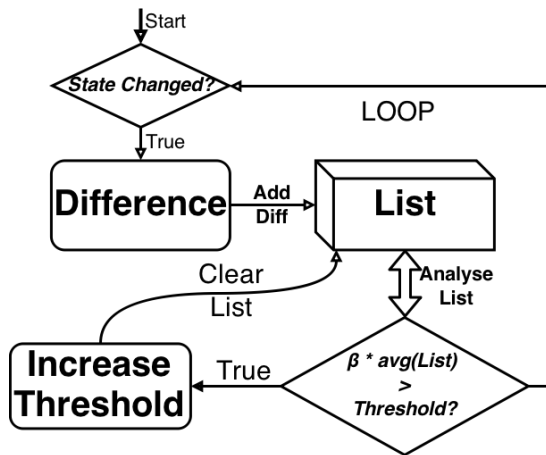 Start
State Changed?
LOOP
True
Difference
Add
Diff
List
Analyse
List
Clear
List
Increase
Threshold
True
β * avg(List)
>
Threshold?